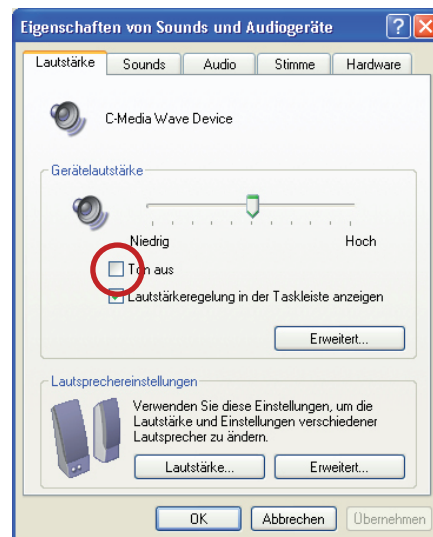 Eigenschaften von Sounds und Audiogeräte
Lautstärke Sounds Audio Stimme Hardware
C-Media Wave Device
Gerätelautstärke
Niedrig Hoch
Ton aus
Lautstärkeregelung in der Taskleiste anzeigen
Erweitert...
Lautsprechereinstellungen
Verwenden Sie diese Einstellungen, um die
Lautstärke und Einstellungen verschiedener
Lautsprecher zu ändern.
Lautstärke... Erweitert...
OK Abbrechen Übernehmen